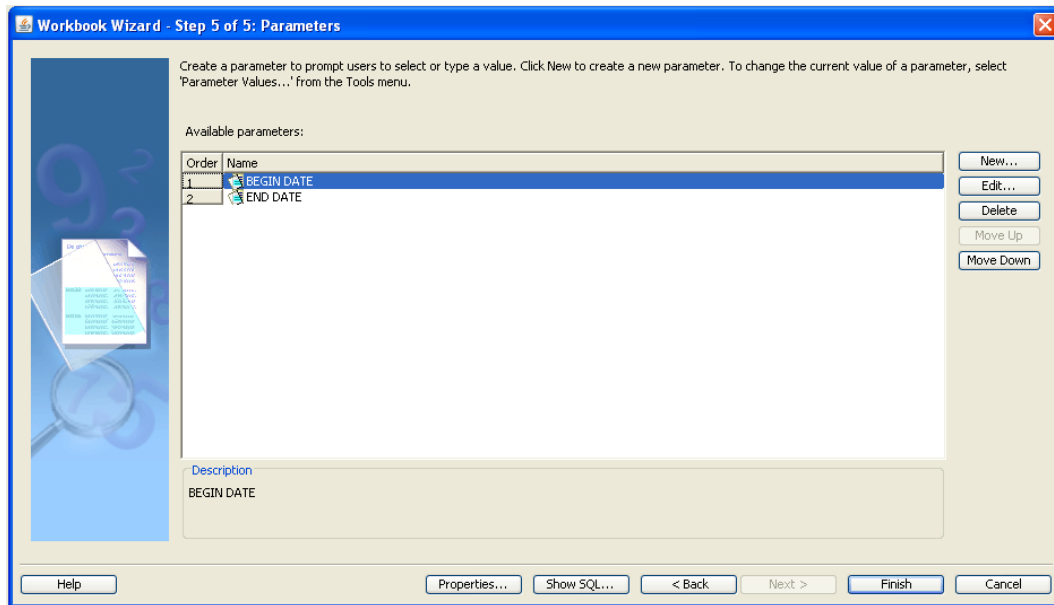 Workbook Wizard - Step 5 of 5: Parameters
Create a parameter to prompt users to select or type a value. Click New to create a new parameter. To change the current value of a parameter, select
'Parameter Values...' from the Tools menu.
Available parameters:
Order Name
1 BEGIN DATE
2 END DATE
New...
Edit...
Delete
Move Up
Move Down
Description
BEGIN DATE
Help Properties... Show SQL... < Back Next > Finish Cancel